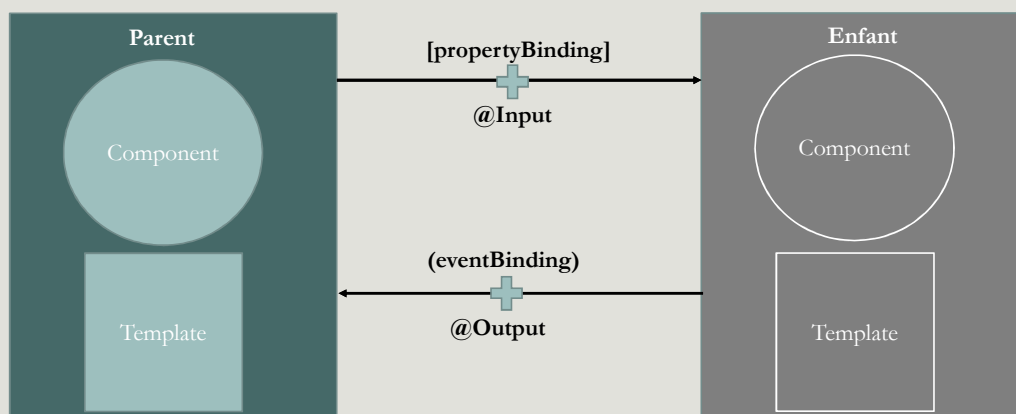 Parent
Component
Template
[propertyBinding]
@Input
(eventBinding)
@Output
Enfant
Component
Template